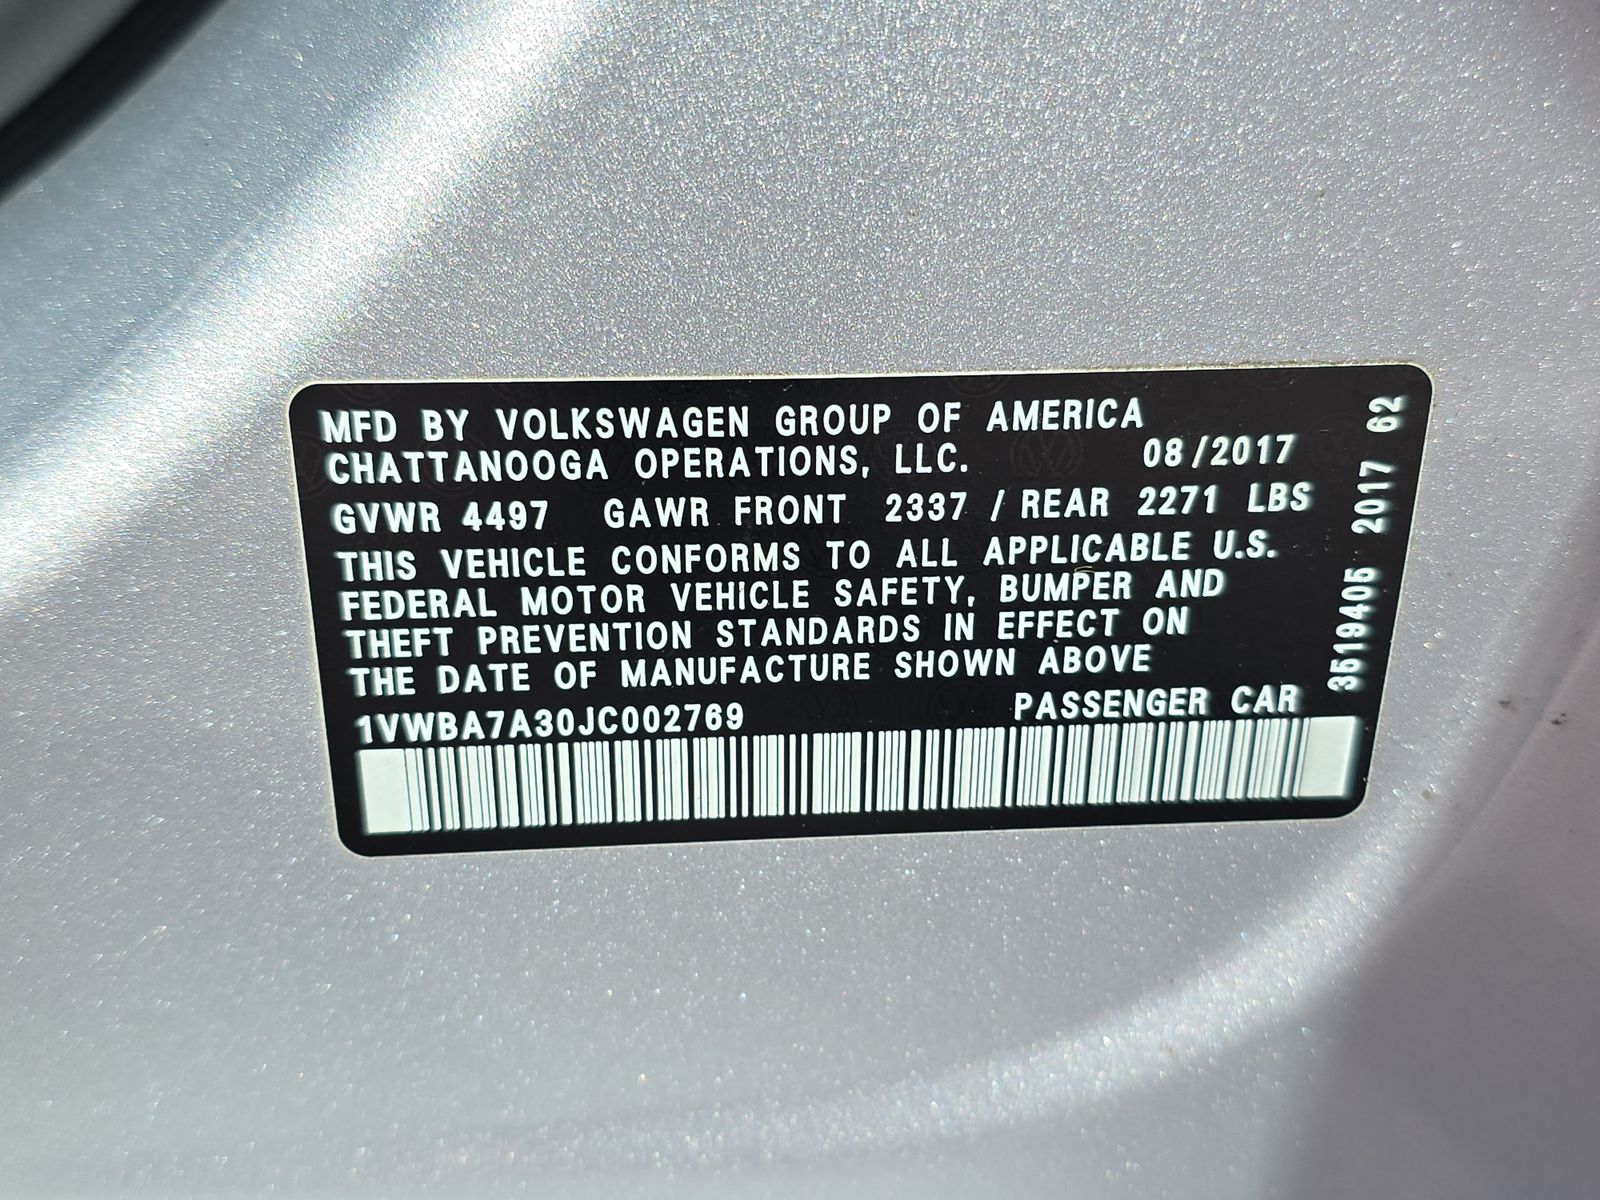 MFD BY VOLKSWAGEN GROUP OF AMERICA
CHATTANOOGA OPERATIONS, LLC. 08/2017
GVWR 4497 GAWR FRONT 2337 / REAR 2271 LBS
THIS VEHICLE CONFORMS TO ALL APPLICABLE U.S.
FEDERAL MOTOR VEHICLE SAFETY, BUMPER AND
THEFT PREVENTION STANDARDS IN EFFECT ON
THE DATE OF MANUFACTURE SHOWN ABOVE
1VWBA7A30JC002769 PASSENGER CAR
3519405 2017 62